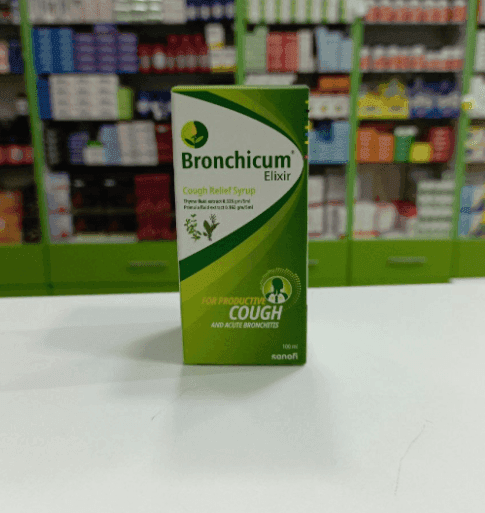 Bronchicum®
Elixir
Cough Relief Syrup
FOR PRODUCTIVE
COUGH
AND ACUTE BRONCHITIS
100 ml
sanofi